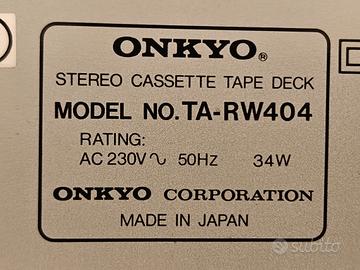 ONKYO®
STEREO CASSETTE TAPE DECK
MODEL NO. TA-RW404
RATING:
AC 230V∿ 50Hz 34W
ONKYO CORPORATION
MADE IN JAPAN
subito